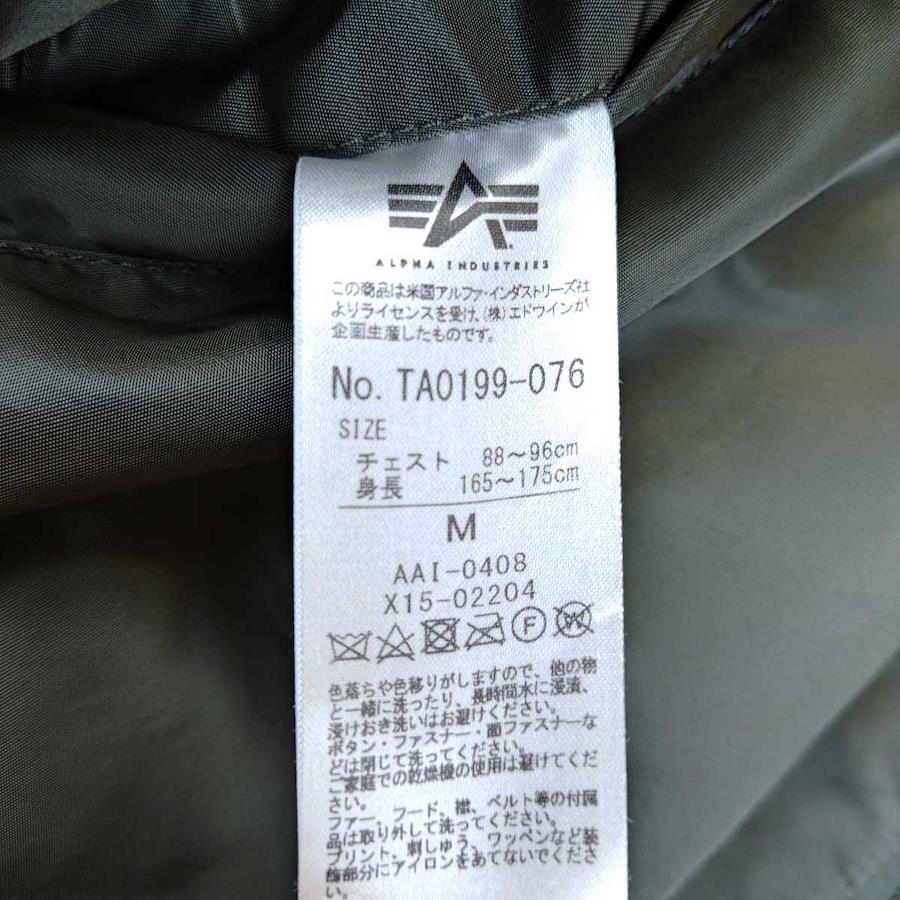 ALPHA INDUSTRIES
この商品は米国アルファ・インダストリーズ社
よりライセンスを受け、(株)エドウインが
企画生産したものです。
No. TA0199-076
SIZE
チェスト 88～96cm
身長 165～175cm
M
AAI-0408
X15-02204
F W
色落ちや色移りがしますので、他の物
と一緒に洗ったり、長時間水に浸漬、
浸けおき洗いはお避けください。
ボタン・ファスナー・面ファスナーな
どは閉じて洗ってください。
ご家庭での乾燥機の使用は避けてくだ
さい。
ファー、フード、襟、ベルト等の付属
品は取り外して洗ってください。
プリント、刺しゅう、ワッペンなど装
飾部分にアイロンをあてないでくださ
い。